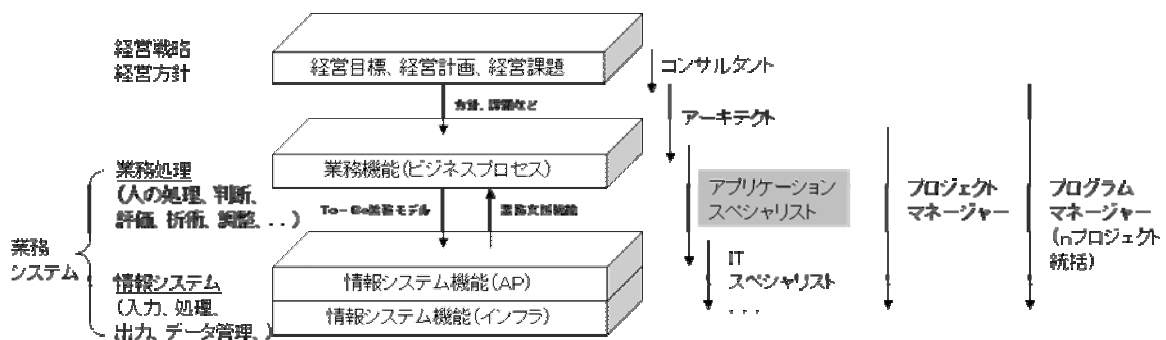 経営戦略
経営方針
経営目標、経営計画、経営課題
コンサルタント
方針、課題など
アーキテクト
業務処理
(人の処理、判断、
評価、折衝、調整、...)
業務機能(ビジネスプロセス)
To-Be業務モデル
業務支援機能
アプリケーション
スペシャリスト
プロジェクト
マネージャー
プログラム
マネージャー
(nプロジェクト
統括)
業務
システム
情報システム
(入力、処理、
出力、データ管理、)
情報システム機能(AP)
情報システム機能(インフラ)
IT
スペシャリスト
...